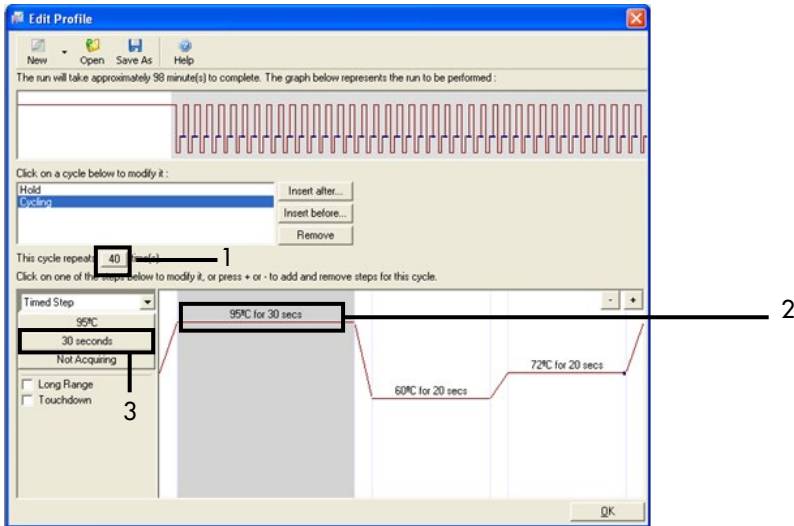 Edit Profile
New Open Save As Help
The run will take approximately 98 minute(s) to complete. The graph below represents the run to be performed :
Click on a cycle below to modify it :
Hold
Cycling
Insert after...
Insert before...
Remove
This cycle repeats 40 time(s).
1
Click on one of the steps below to modify it, or press + or - to add and remove steps for this cycle.
Timed Step
95ºC
30 seconds
Not Acquiring
Long Range
Touchdown
3
95ºC for 30 secs
2
60ºC for 20 secs
72ºC for 20 secs
- +
OK